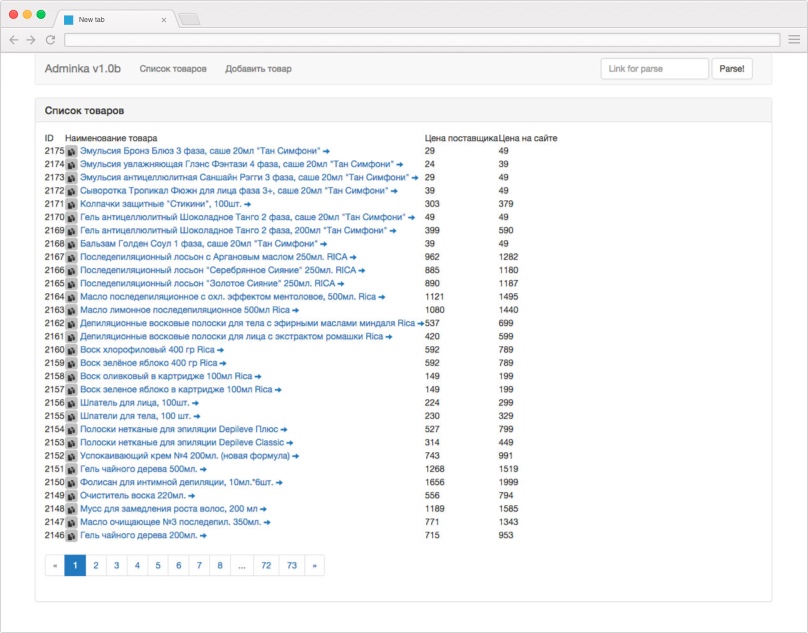 New tab
Adminka v1.0b Список товаров Добавить товар Link for parse Parse!
Список товаров
ID Наименование товара Цена поставщика Цена на сайте
2175 Эмульсия Бронз Блюз 3 фаза, саше 20мл "Тан Симфони" 29 49
2174 Эмульсия увлажняющая Глэнс Фэнтази 4 фаза, саше 20мл "Тан Симфони" 24 39
2173 Эмульсия антицеллюлитная Саншайн Рэгги 3 фаза, саше 20мл "Тан Симфони" 29 49
2172 Сыворотка Тропикал Фюжн для лица фаза 3+, саше 20мл "Тан Симфони" 39 49
2171 Колпачки защитные "Стикини", 100шт. 303 379
2170 Гель антицеллюлитный Шоколадное Танго 2 фаза, саше 20мл "Тан Симфони" 49 49
2169 Гель антицеллюлитный Шоколадное Танго 2 фаза, 200мл "Тан Симфони" 399 590
2168 Бальзам Голден Соул 1 фаза, саше 20мл "Тан Симфони" 39 49
2167 Последепиляционный лосьон с Аргановым маслом 250мл. RICA 962 1282
2166 Последепиляционный лосьон "Серебрянное Сияние" 250мл. RICA 885 1180
2165 Последепиляционный лосьон "Золотое Сияние" 250мл. RICA 890 1187
2164 Масло последепиляционное с охл. эффектом ментоловое, 500мл. Rica 1121 1495
2163 Масло лимонное последепиляционное 500мл Rica 1080 1440
2162 Депиляционные восковые полоски для тела с эфирными маслами миндаля Rica 537 699
2161 Депиляционные восковые полоски для лица с экстрактом ромашки Rica 420 599
2160 Воск хлорофиловый 400 гр Rica 592 789
2159 Воск зелёное яблоко 400 гр Rica 592 789
2158 Воск оливковый в картридже 100мл Rica 149 199
2157 Воск зеленое яблоко в картридже 100мл Rica 149 199
2156 Шпатель для лица, 100шт. 224 299
2155 Шпатели для тела, 100 шт. 230 329
2154 Полоски нетканые для эпиляции Depileve Плюс 527 799
2153 Полоски нетканые для эпиляции Depileve Classic 314 449
2152 Успокаивающий крем №4 200мл. (новая формула) 743 991
2151 Гель чайного дерева 500мл. 1268 1519
2150 Фолисан для интимной депиляции, 10мл.*6шт. 1656 1999
2149 Очиститель воска 220мл. 556 794
2148 Мусс для замедления роста волос, 200 мл 1189 1585
2147 Масло очищающее №3 последепил. 350мл. 771 1343
2146 Гель чайного дерева 200мл. 715 953
« 1 2 3 4 5 6 7 8 ... 72 73 »